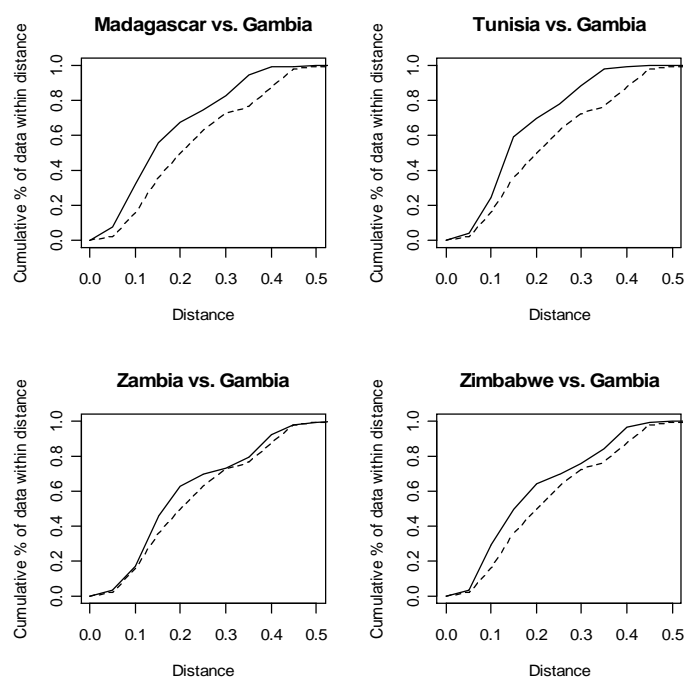 Madagascar vs. Gambia
Cumulative % of data within distance
0.0 0.2 0.4 0.6 0.8 1.0
0.0 0.1 0.2 0.3 0.4 0.5
Distance
Tunisia vs. Gambia
Cumulative % of data within distance
0.0 0.2 0.4 0.6 0.8 1.0
0.0 0.1 0.2 0.3 0.4 0.5
Distance
Zambia vs. Gambia
Cumulative % of data within distance
0.0 0.2 0.4 0.6 0.8 1.0
0.0 0.1 0.2 0.3 0.4 0.5
Distance
Zimbabwe vs. Gambia
Cumulative % of data within distance
0.0 0.2 0.4 0.6 0.8 1.0
0.0 0.1 0.2 0.3 0.4 0.5
Distance